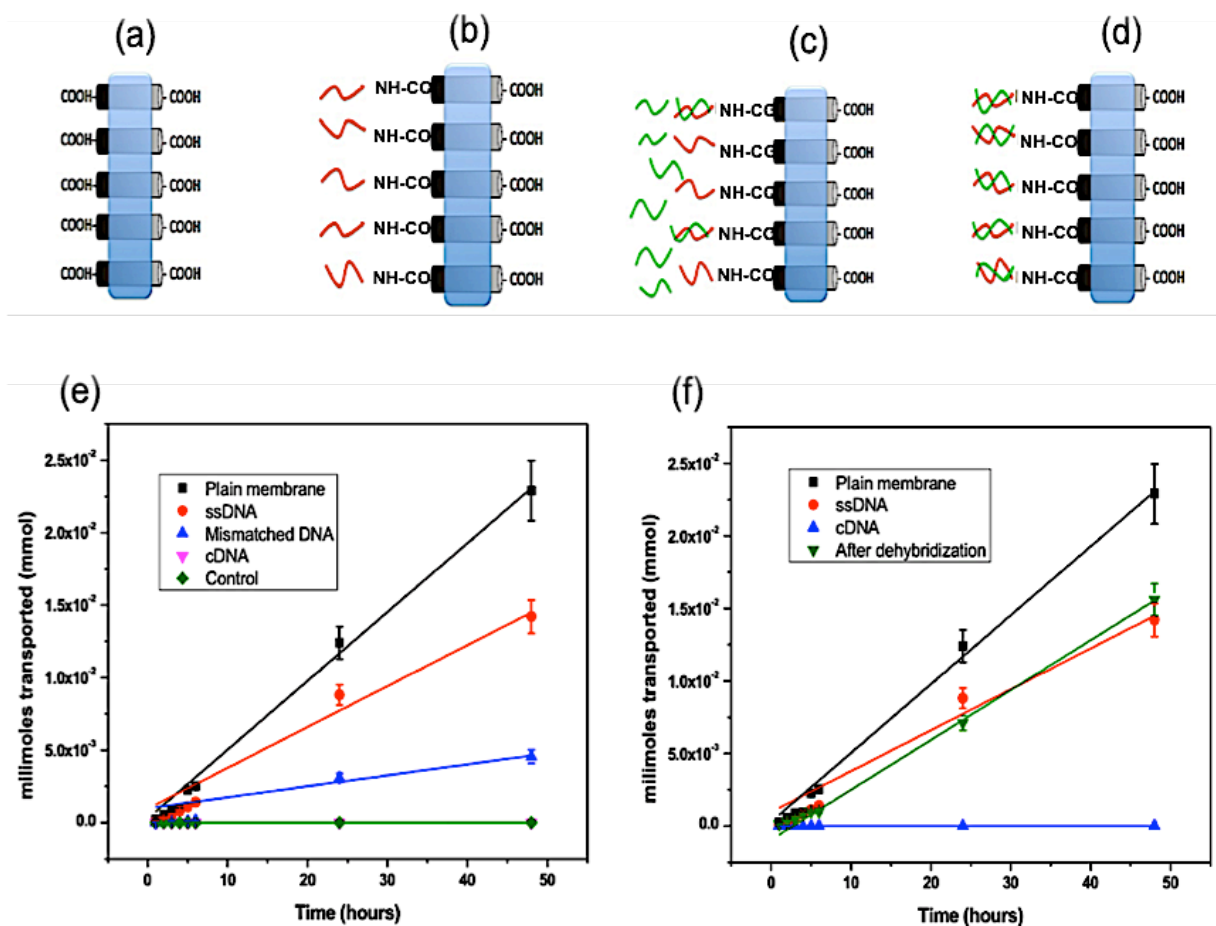 (a)
(b)
(c)
(d)
COOH COOH
COOH COOH
COOH COOH
COOH COOH
COOH COOH
NH-CO COOH
NH-CO COOH
NH-CO COOH
NH-CO COOH
NH-CO COOH
NH-CG COOH
NH-CG COOH
NH-CG COOH
NH-CG COOH
NH-CO COOH
NH-CO COOH
NH-CO COOH
NH-CO COOH
NH-CO COOH
NH-CO COOH
(e)
2.5x10⁻²
2.0x10⁻²
1.5x10⁻²
1.0x10⁻²
5.0x10⁻³
0.0
milimoles transported (mmol)
Plain membrane
ssDNA
Mismatched DNA
cDNA
Control
0 10 20 30 40 50
Time (hours)
(f)
2.5x10⁻²
2.0x10⁻²
1.5x10⁻²
1.0x10⁻²
5.0x10⁻³
0.0
milimoles transported (mmol)
Plain membrane
ssDNA
cDNA
After dehybridization
0 10 20 30 40 50
Time (hours)